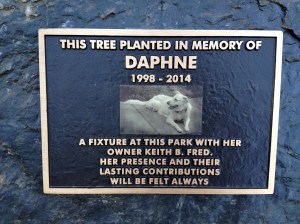 THIS TREE PLANTED IN MEMORY OF
DAPHNE
1998 - 2014
A FIXTURE AT THIS PARK WITH HER
OWNER KEITH B. FRED.
HER PRESENCE AND THEIR
LASTING CONTRIBUTIONS
WILL BE FELT ALWAYS